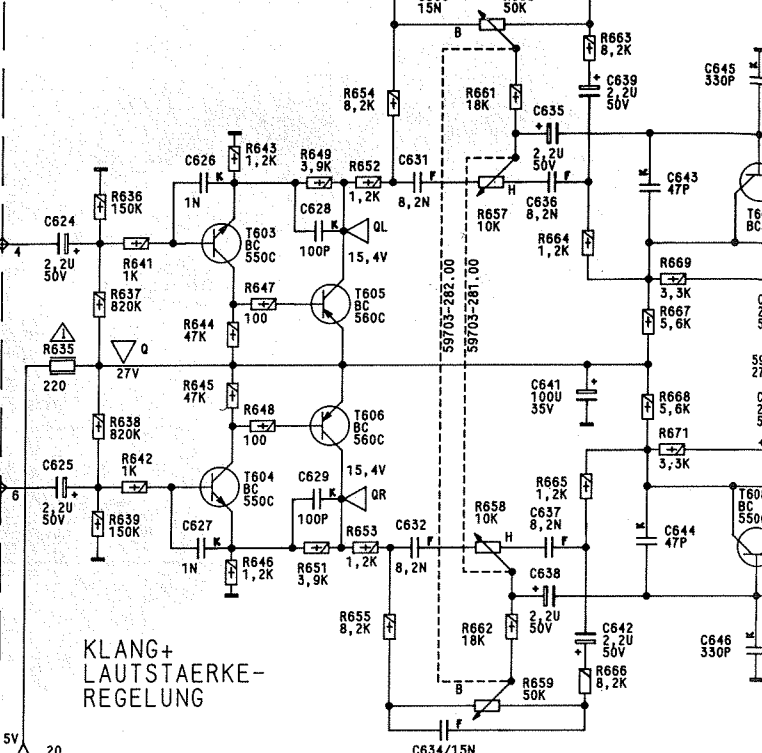 15N
50K
B
R663
8,2K
C645
330P
K
R654
8,2K
R661
18K
C639
2,2U
50V
+
C635
+
2,2U
50V
R643
1,2K
C626
K
1N
R649
3,9K
R652
1,2K
C631
F
8,2N
H
F
C636
8,2N
R657
10K
K
C643
47P
R636
150K
C624
+
2,2U
50V
4
R641
1K
T603
BC
550C
C628
K
100P
QL
15,4V
R664
1,2K
BC
R637
820K
R647
100
T605
BC
560C
R669
3,3K
R644
47K
R667
5,6K
59703-282.00
59703-281.00
R635
220
Q
27V
R645
47K
C641
100U
35V
+
R668
5,6K
R638
820K
R648
100
T606
BC
560C
R671
3,3K
15,4V
C625
+
2,2U
50V
6
R642
1K
T604
BC
550C
C629
K
100P
QR
R665
1,2K
R658
10K
H
C637
8,2N
F
T608
BC
550
R639
150K
C627
K
1N
R646
1,2K
R651
3,9K
R653
1,2K
C632
F
8,2N
K
C644
47P
C638
+
2,2U
50V
R655
8,2K
R662
18K
C642
2,2U
50V
+
C646
330P
K
KLANG+
LAUTSTAERKE-
REGELUNG
R666
8,2K
B
R659
50K
F
C634/15N
5V
20